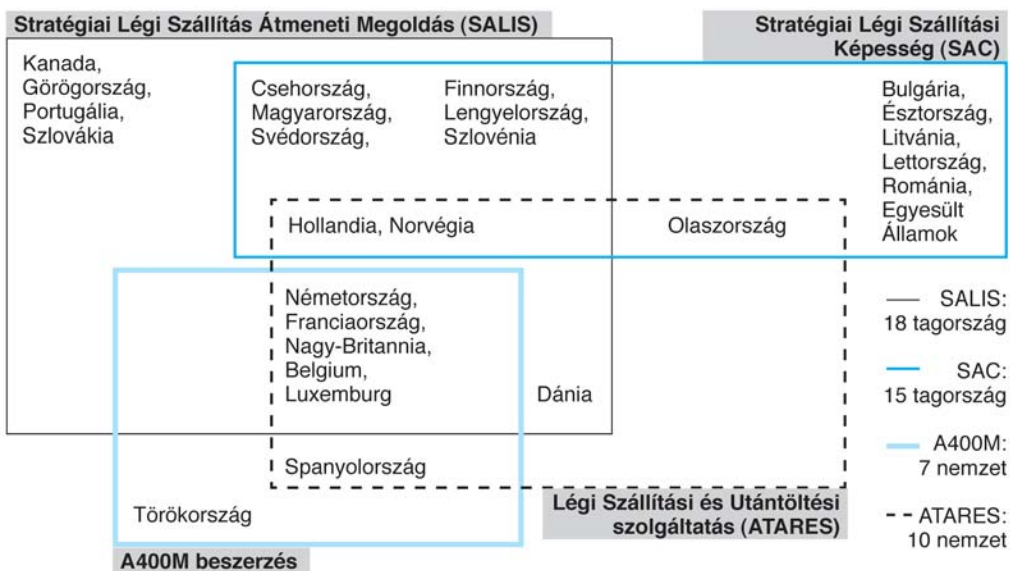 Stratégiai Légi Szállítás Átmeneti Megoldás (SALIS)
Stratégiai Légi Szállítási
Képesség (SAC)
Kanada,
Görögország,
Portugália,
Szlovákia
Csehország,
Magyarország,
Svédország,
Finnország,
Lengyelország,
Szlovénia
Bulgária,
Észtország,
Litvánia,
Lettország,
Románia,
Egyesült
Államok
Hollandia, Norvégia
Olaszország
Németország,
Franciaország,
Nagy-Britannia,
Belgium,
Luxemburg
Dánia
Spanyolország
Törökország
Légi Szállítási és Utántöltési
szolgáltatás (ATARES)
A400M beszerzés
SALIS:
18 tagország
SAC:
15 tagország
A400M:
7 nemzet
ATARES:
10 nemzet